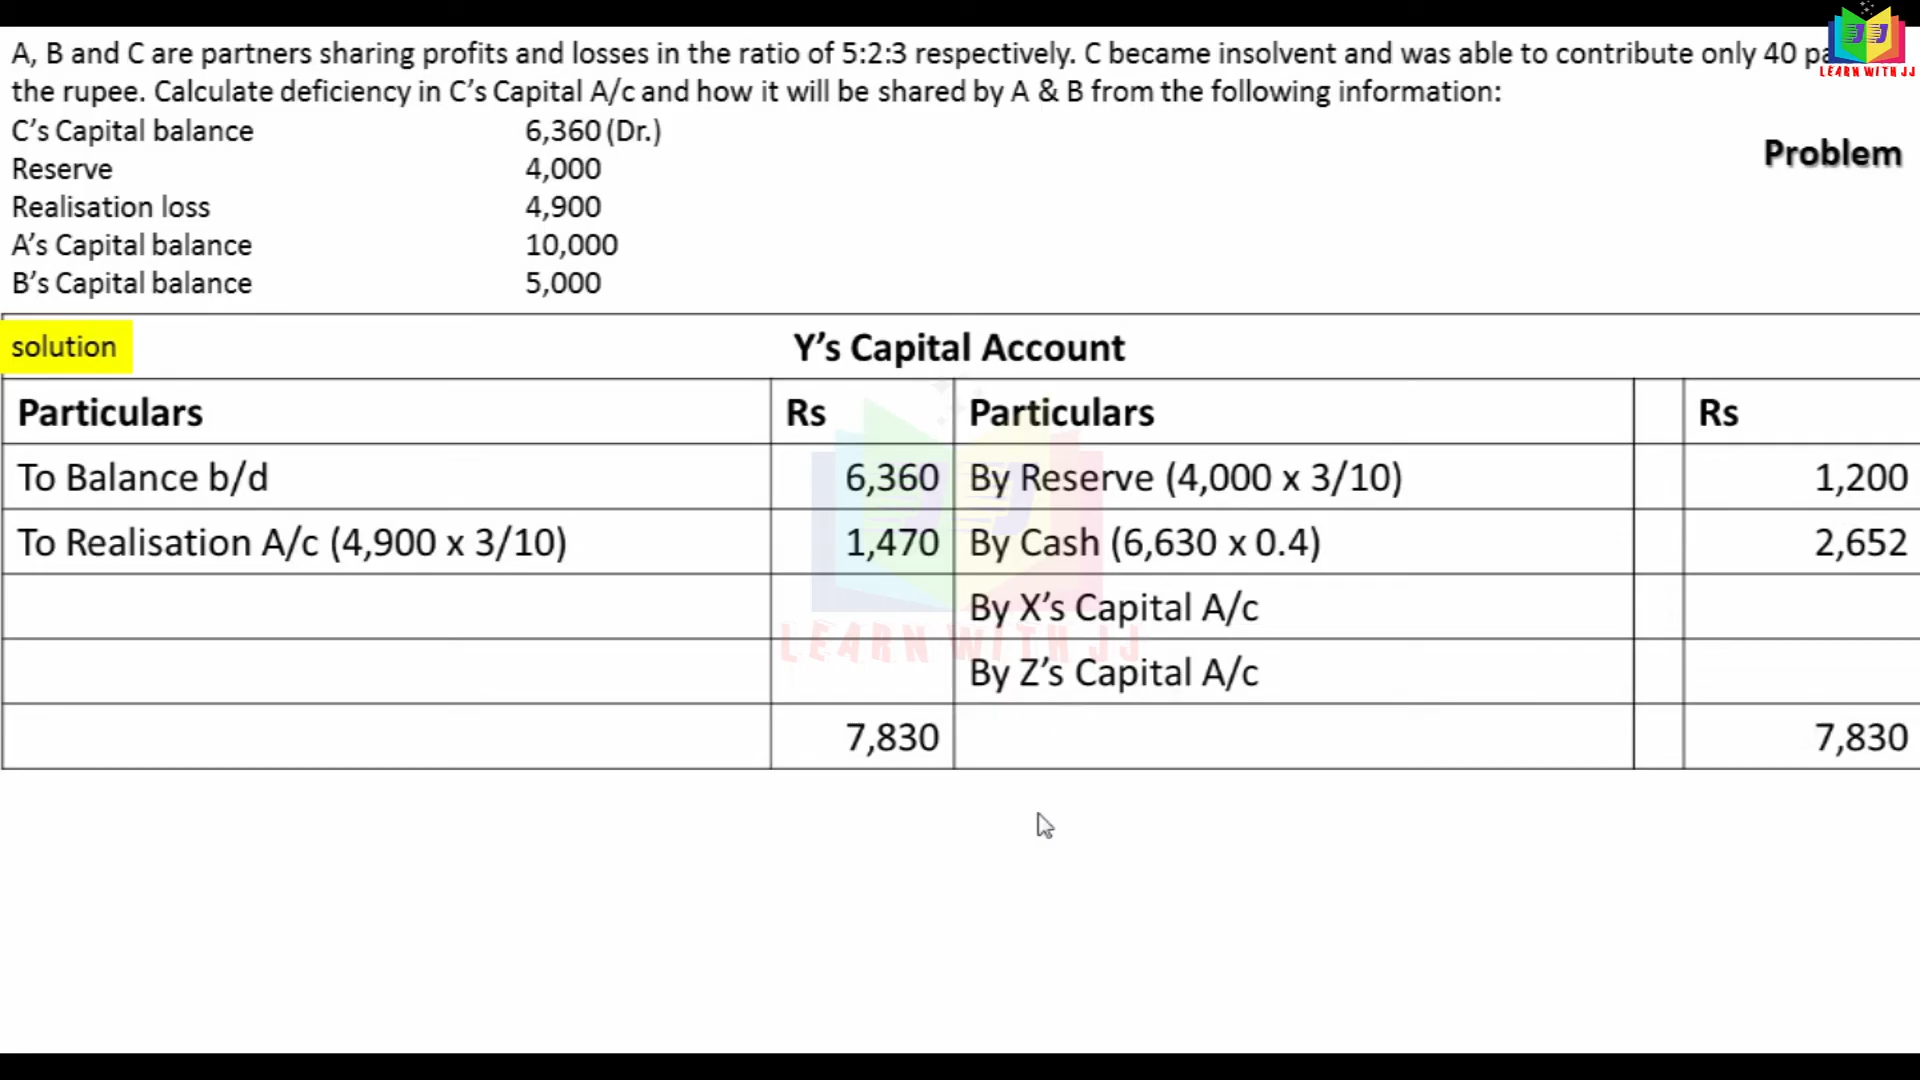 A, B and C are partners sharing profits and losses in the ratio of 5:2:3 respectively. C became insolvent and was able to contribute only 40
LEARN WITH JJ
the rupee. Calculate deficiency in C’s Capital A/c and how it will be shared by A & B from the following information:
C’s Capital balance 6,360 (Dr.)
Problem
Reserve 4,000
Realisation loss 4,900
A’s Capital balance 10,000
B’s Capital balance 5,000
solution Y’s Capital Account
Particulars Rs Particulars Rs
To Balance b/d 6,360 By Reserve (4,000 x 3/10) 1,200
To Realisation A/c (4,900 x 3/10) 1,470 By Cash (6,630 x 0.4) 2,652
By X’s Capital A/c
LEARN WITH JJ
By Z’s Capital A/c
7,830 7,830